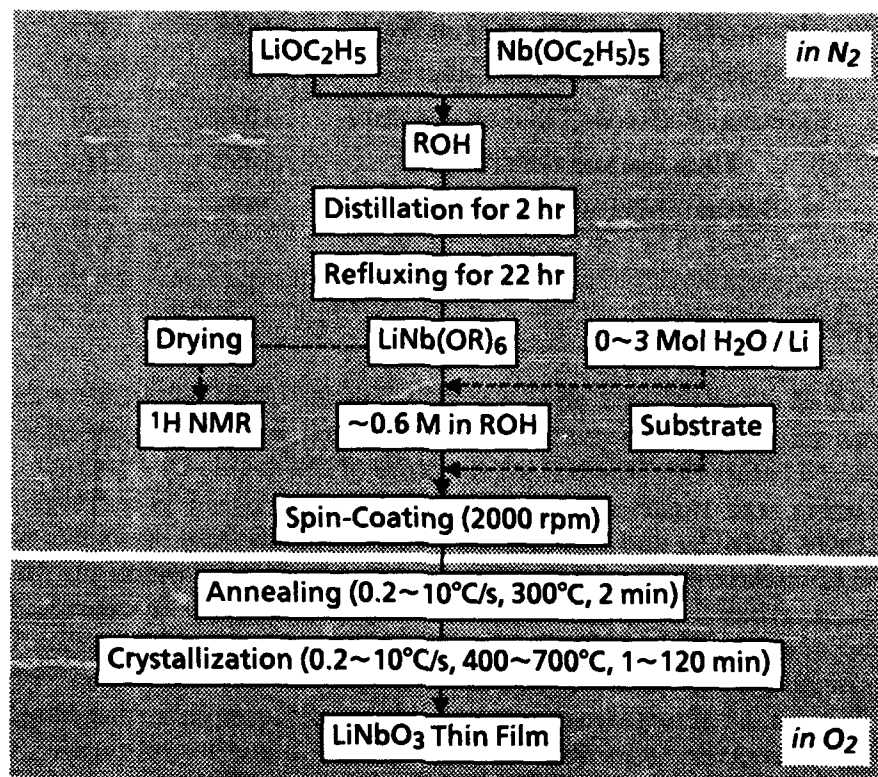 LiOC2H5
Nb(OC2H5)5
in N2
ROH
Distillation for 2 hr
Refluxing for 22 hr
Drying
LiNb(OR)6
0~3 Mol H2O / Li
1H NMR
~0.6 M in ROH
Substrate
Spin-Coating (2000 rpm)
Annealing (0.2~10°C/s, 300°C, 2 min)
Crystallization (0.2~10°C/s, 400~700°C, 1~120 min)
LiNbO3 Thin Film
in O2